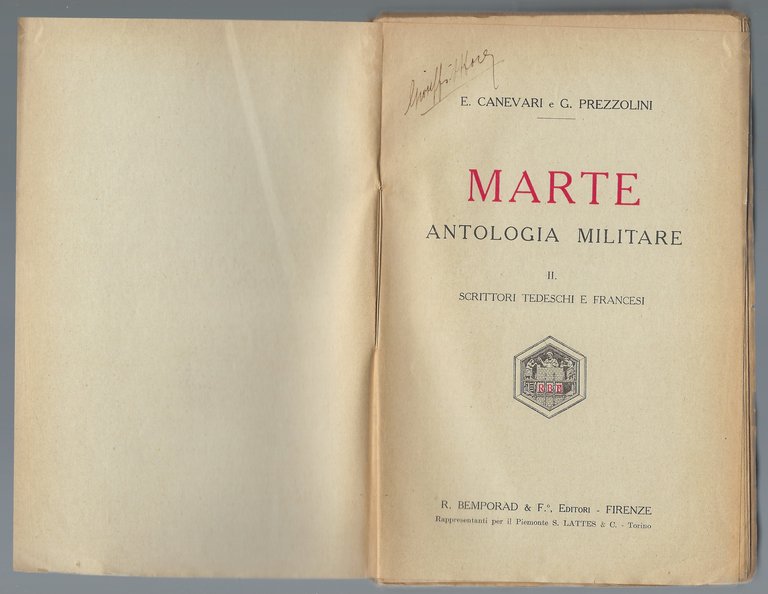 E. CANEVARI e G. PREZZOLINI
MARTE
ANTOLOGIA MILITARE
II.
SCRITTORI TEDESCHI E FRANCESI
R. BEMPORAD & F.º, EDITORI - FIRENZE
Rappresentanti per il Piemonte S. LATTES & C. - Torino